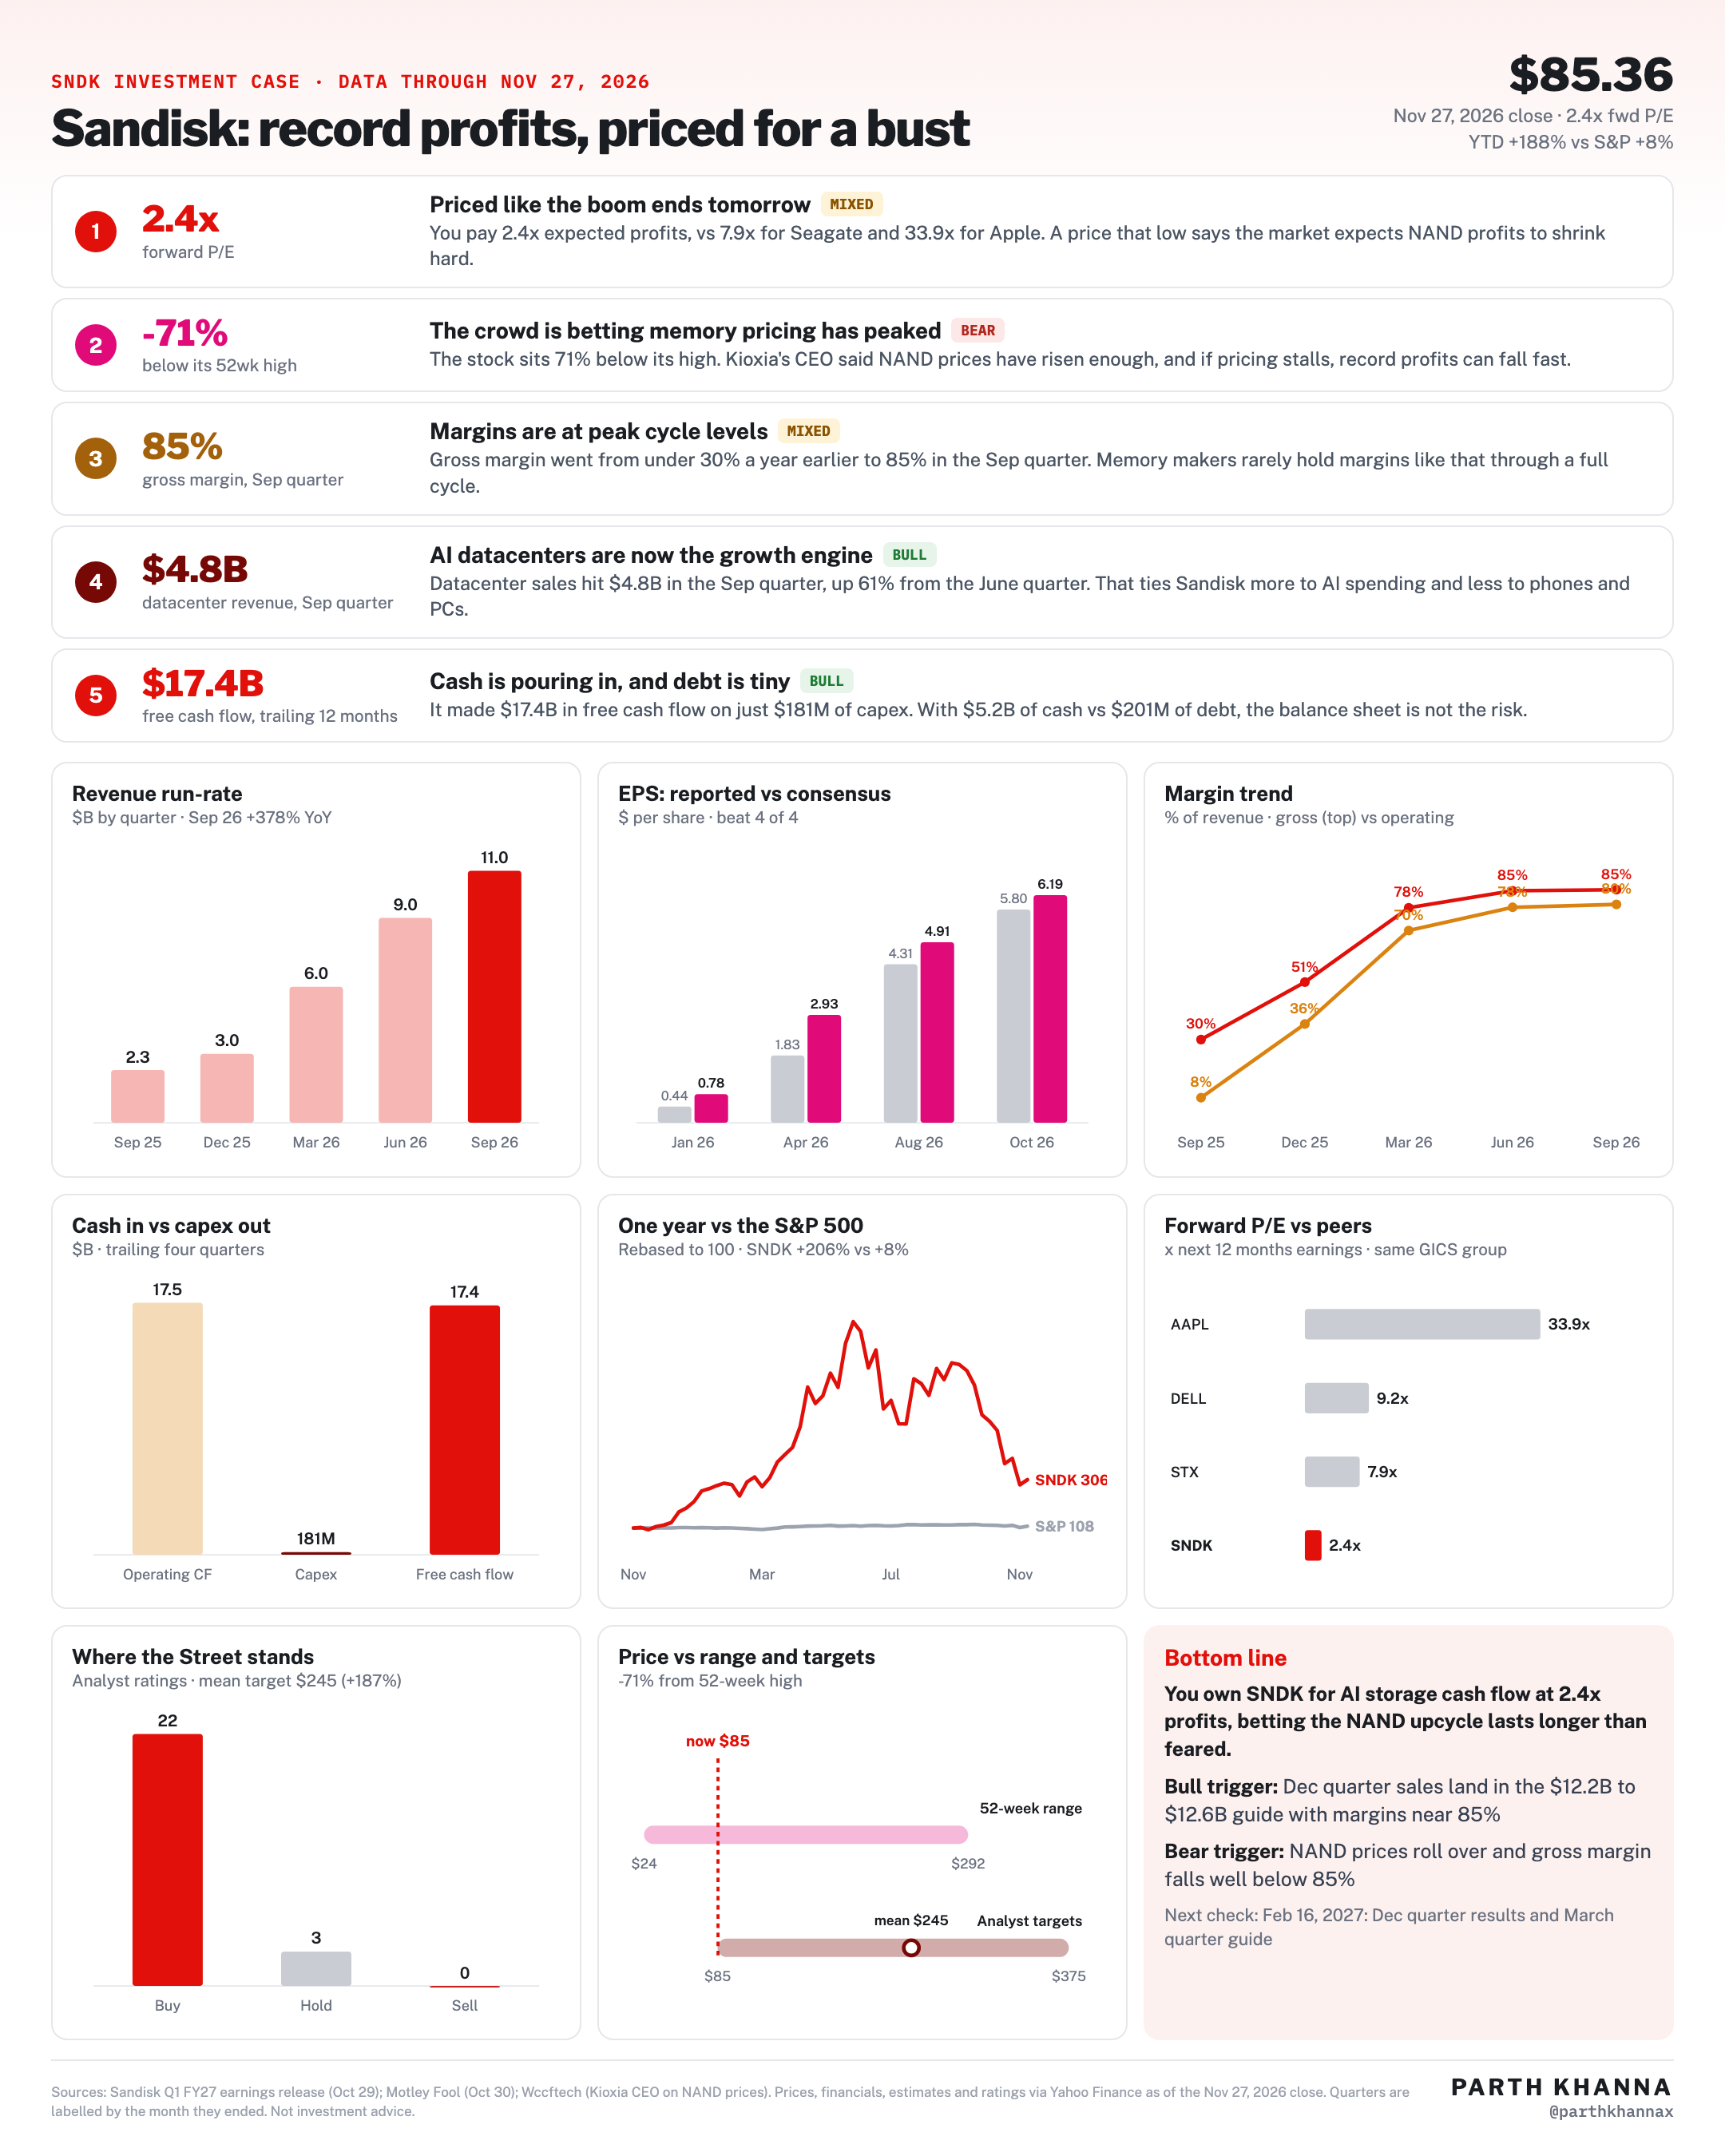 SNDK INVESTMENT CASE · DATA THROUGH NOV 27, 2026
Sandisk: record profits, priced for a bust
$85.36
Nov 27, 2026 close · 2.4x fwd P/E
YTD +188% vs S&P +8%
1
2.4x
forward P/E
Priced like the boom ends tomorrow MIXED
You pay 2.4x expected profits, vs 7.9x for Seagate and 33.9x for Apple. A price that low says the market expects NAND profits to shrink
hard.
2
-71%
below its 52wk high
The crowd is betting memory pricing has peaked BEAR
The stock sits 71% below its high. Kioxia's CEO said NAND prices have risen enough, and if pricing stalls, record profits can fall fast.
3
85%
gross margin, Sep quarter
Margins are at peak cycle levels MIXED
Gross margin went from under 30% a year earlier to 85% in the Sep quarter. Memory makers rarely hold margins like that through a full
cycle.
4
$4.8B
datacenter revenue, Sep quarter
AI datacenters are now the growth engine BULL
Datacenter sales hit $4.8B in the Sep quarter, up 61% from the June quarter. That ties Sandisk more to AI spending and less to phones and
PCs.
5
$17.4B
free cash flow, trailing 12 months
Cash is pouring in, and debt is tiny BULL
It made $17.4B in free cash flow on just $181M of capex. With $5.2B of cash vs $201M of debt, the balance sheet is not the risk.
Revenue run-rate
$B by quarter · Sep 26 +378% YoY
2.3
3.0
6.0
9.0
11.0
Sep 25 Dec 25 Mar 26 Jun 26 Sep 26
EPS: reported vs consensus
$ per share · beat 4 of 4
0.44 0.78
1.83 2.93
4.31 4.91
5.80 6.19
Jan 26 Apr 26 Aug 26 Oct 26
Margin trend
% of revenue · gross (top) vs operating
30% 51% 78% 85% 85%
8% 36% 70% 78% 80%
Sep 25 Dec 25 Mar 26 Jun 26 Sep 26
Cash in vs capex out
$B · trailing four quarters
17.5
181M
17.4
Operating CF Capex Free cash flow
One year vs the S&P 500
Rebased to 100 · SNDK +206% vs +8%
SNDK 306
S&P 108
Nov Mar Jul Nov
Forward P/E vs peers
x next 12 months earnings · same GICS group
AAPL 33.9x
DELL 9.2x
STX 7.9x
SNDK 2.4x
Where the Street stands
Analyst ratings · mean target $245 (+187%)
22
3
0
Buy Hold Sell
Price vs range and targets
-71% from 52-week high
now $85
52-week range
$24 $292
mean $245 Analyst targets
$85 $375
Bottom line
You own SNDK for AI storage cash flow at 2.4x
profits, betting the NAND upcycle lasts longer than
feared.
Bull trigger: Dec quarter sales land in the $12.2B to
$12.6B guide with margins near 85%
Bear trigger: NAND prices roll over and gross margin
falls well below 85%
Next check: Feb 16, 2027: Dec quarter results and March
quarter guide
Sources: Sandisk Q1 FY27 earnings release (Oct 29); Motley Fool (Oct 30); Wccftech (Kioxia CEO on NAND prices). Prices, financials, estimates and ratings via Yahoo Finance as of the Nov 27, 2026 close. Quarters are
labelled by the month they ended. Not investment advice.
PARTH KHANNA
@parthkhannax